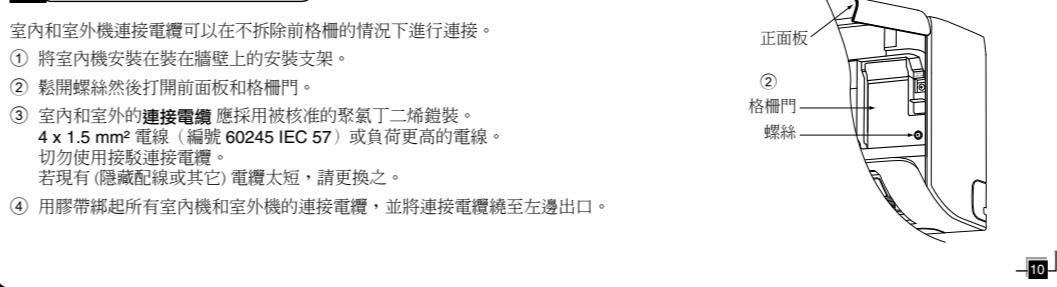 室內和室外機連接電纜可以在不拆除前格柵的情況下進行連接。
① 將室內機安裝在裝在牆壁上的安裝支架。
② 鬆開螺絲然後打開前面板和格柵門。
③ 室內和室外的連接電纜 應採用被核准的聚氯丁二烯鎧裝。
4 x 1.5 mm² 電線（編號 60245 IEC 57）或負荷更高的電線。
切勿使用接駁連接電纜。
若現有 (隱藏配線或其它) 電纜太短，請更換之。
④ 用膠帶綁起所有室內機和室外機的連接電纜，並將連接電纜繞至左邊出口。
正面板
②
格柵門
螺絲
10